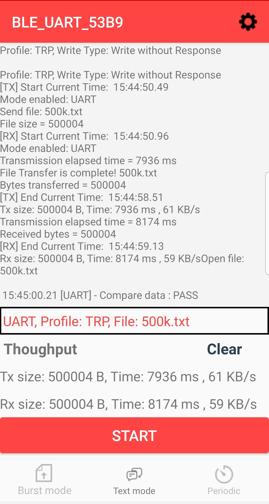 BLE_UART_53B9
Profile: TRP, Write Type: Write without Response
Profile: TRP, Write Type: Write without Response
[TX] Start Current Time:  15:44:50.49
Mode enabled: UART
Send file: 500k.txt
File size = 500004
[RX] Start Current Time:  15:44:50.96
Mode enabled: UART
Transmission elapsed time = 7936 ms
File Transfer is complete! 500k.txt
Bytes transferred = 500004
[TX] End Current Time:  15:44:58.51
Tx size: 500004 B, Time: 7936 ms , 61 KB/s
Transmission elapsed time = 8174 ms
Received bytes = 500004
[RX] End Current Time:  15:44:59.13
Rx size: 500004 B, Time: 8174 ms , 59 KB/sOpen file:
500k.txt
15:45:00.21 [UART] - Compare data : PASS
UART, Profile: TRP, File: 500k.txt
Thoughput Clear
Tx size: 500004 B, Time: 7936 ms , 61 KB/s
Rx size: 500004 B, Time: 8174 ms , 59 KB/s
START
Burst mode Text mode Periodic